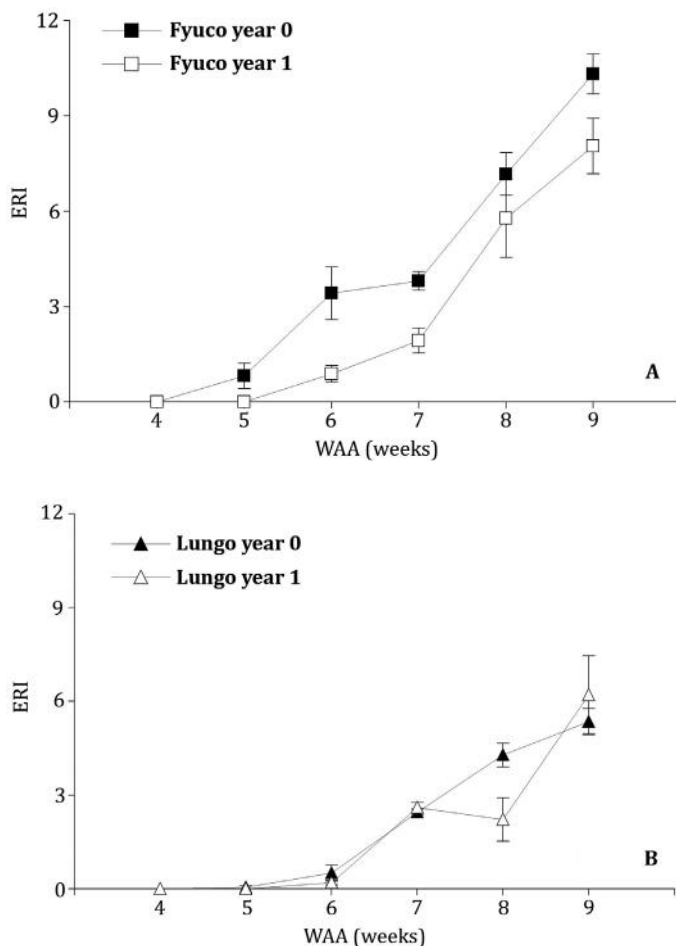 12
Fyuco year 0
Fyuco year 1
9
ERI
6
3
A
0
4 5 6 7 8 9
WAA (weeks)
12
Lungo year 0
Lungo year 1
9
ERI
6
3
B
0
4 5 6 7 8 9
WAA (weeks)